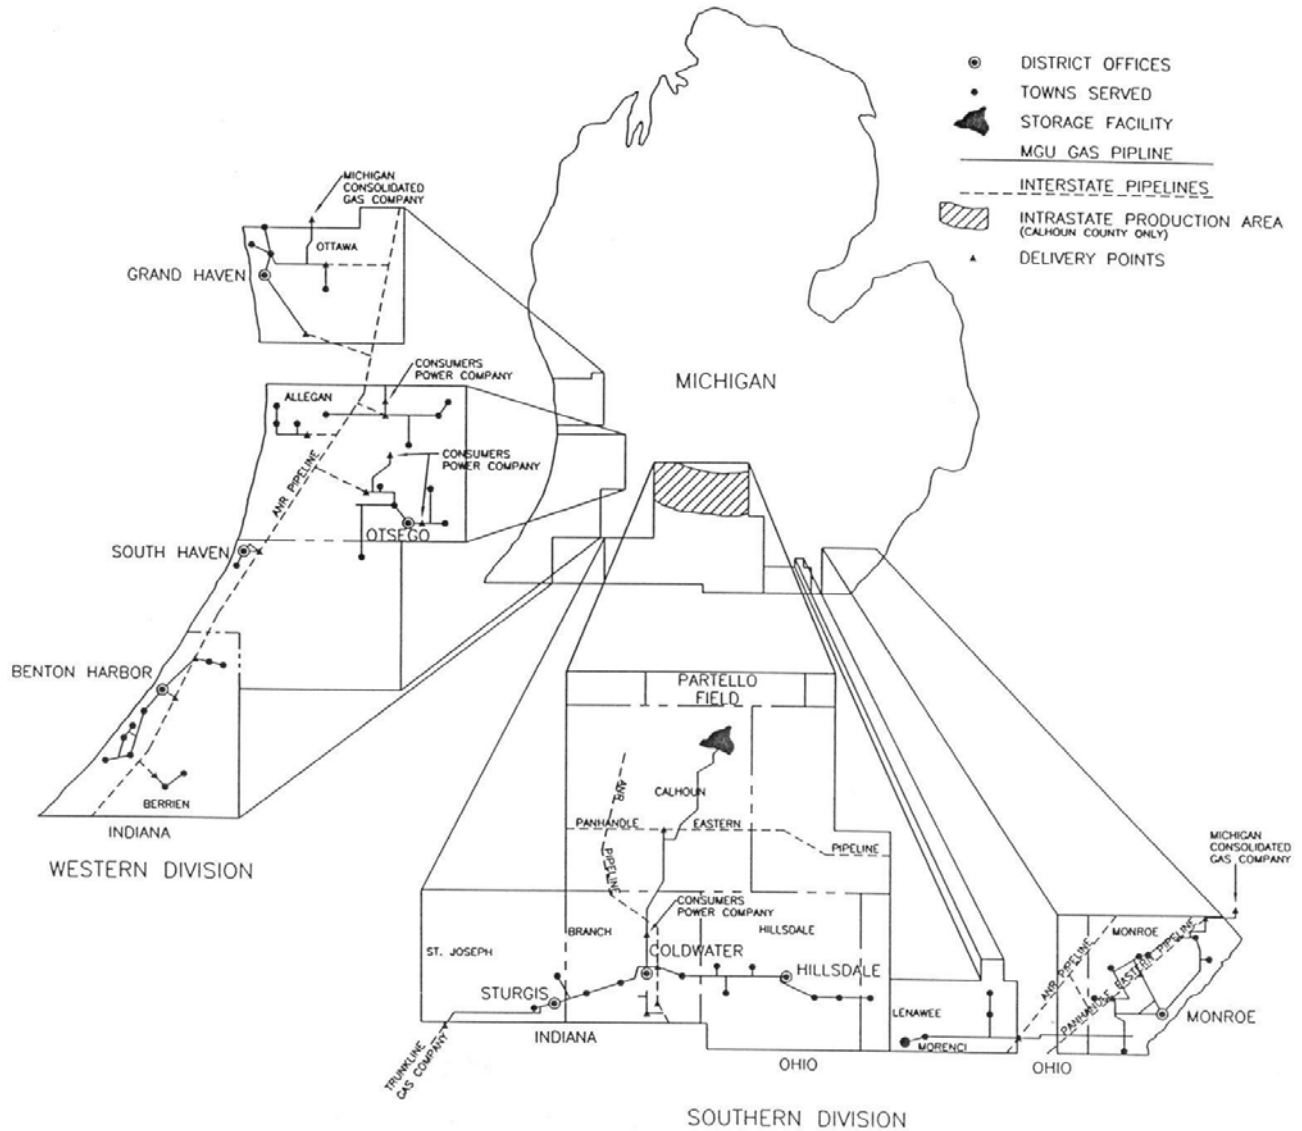 DISTRICT OFFICES
TOWNS SERVED
STORAGE FACILITY
MGU GAS PIPLINE
INTERSTATE PIPELINES
INTRASTATE PRODUCTION AREA
(CALHOUN COUNTY ONLY)
DELIVERY POINTS
MICHIGAN
CONSOLIDATED
GAS COMPANY
OTTAWA
GRAND HAVEN
CONSUMERS
POWER COMPANY
MICHIGAN
ALLEGAN
CONSUMERS
POWER COMPANY
ANR PIPELINE
OTSEGO
SOUTH HAVEN
BENTON HARBOR
BERRIEN
INDIANA
WESTERN DIVISION
PARTELLO
FIELD
CALHOUN
ANR
PIPELINE
PANHANDLE
EASTERN
PIPELINE
CONSUMERS
POWER COMPANY
BRANCH
HILLSDALE
ST. JOSEPH
COLDWATER
HILLSDALE
STURGIS
INDIANA
TRUNKLINE
GAS COMPANY
LENAWEE
MORENCI
OHIO
OHIO
MICHIGAN
CONSOLIDATED
GAS COMPANY
MONROE
ANR PIPELINE
PANHANDLE EASTERN PIPELINE
MONROE
SOUTHERN DIVISION